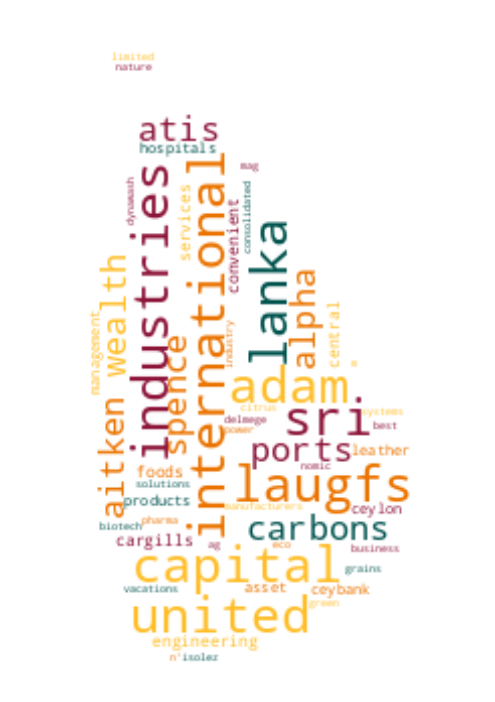 limited
nature
atis
hospitals
mag
industries
international
dynawash
services
convenient
consolidated
lanka
wealth
alpha
management
central
industry
spence
adam
aitken
citrus
sri
systems
delmege
power
best
ports
leather
nomic
foods
laugfs
solutions
products
manufacturers
ceylon
biotech
pharma
carbons
cargills
ag
eco
business
capital
grains
vacations
asset
ceybank
united
green
engineering
n'isolez